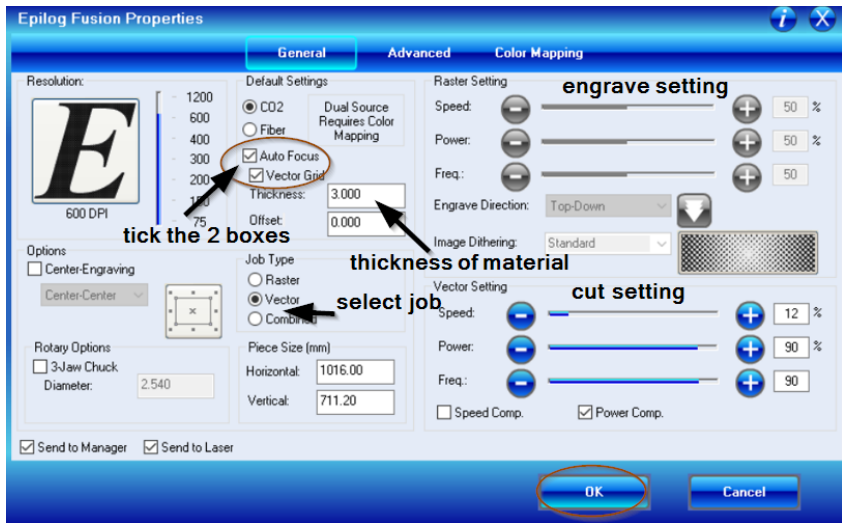 Epilog Fusion Properties
General Advanced Color Mapping
Resolution:
E
600 DPI
1200
600
400
300
200
150
75
Default Settings
CO2
Fiber
Dual Source
Requires Color
Mapping
Auto Focus
Vector Grid
Thickness: 3.000
Offset: 0.000
tick the 2 boxes
thickness of material
Options
Center-Engraving
Center-Center
Job Type
Raster
Vector
Combined
select job
Rotary Options
3-Jaw Chuck
Diameter: 2.540
Piece Size (mm)
Horizontal: 1016.00
Vertical: 711.20
Send to Manager Send to Laser
Raster Setting
engrave setting
Speed: 50 %
Power: 50 %
Freq.: 50
Engrave Direction: Top-Down
Image Dithering: Standard
Vector Setting
cut setting
Speed: 12 %
Power: 90 %
Freq.: 90
Speed Comp. Power Comp.
OK Cancel